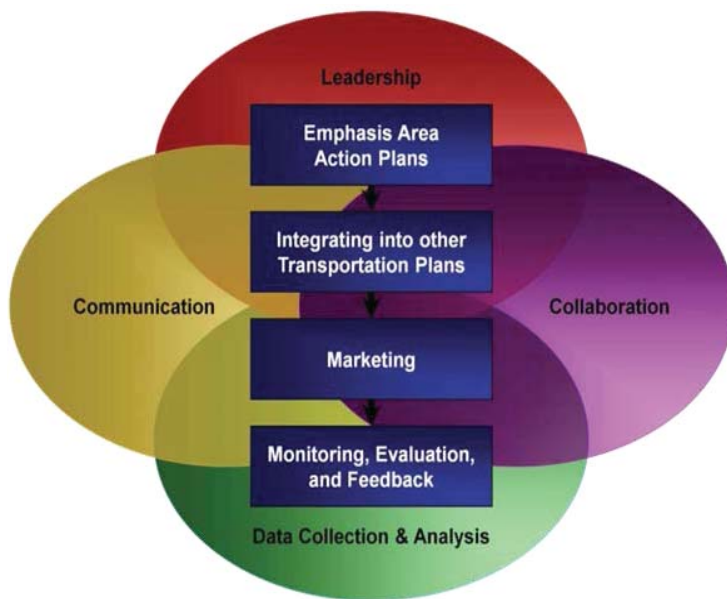 Leadership
Emphasis Area
Action Plans
Integrating into other
Transportation Plans
Communication
Collaboration
Marketing
Monitoring, Evaluation,
and Feedback
Data Collection & Analysis